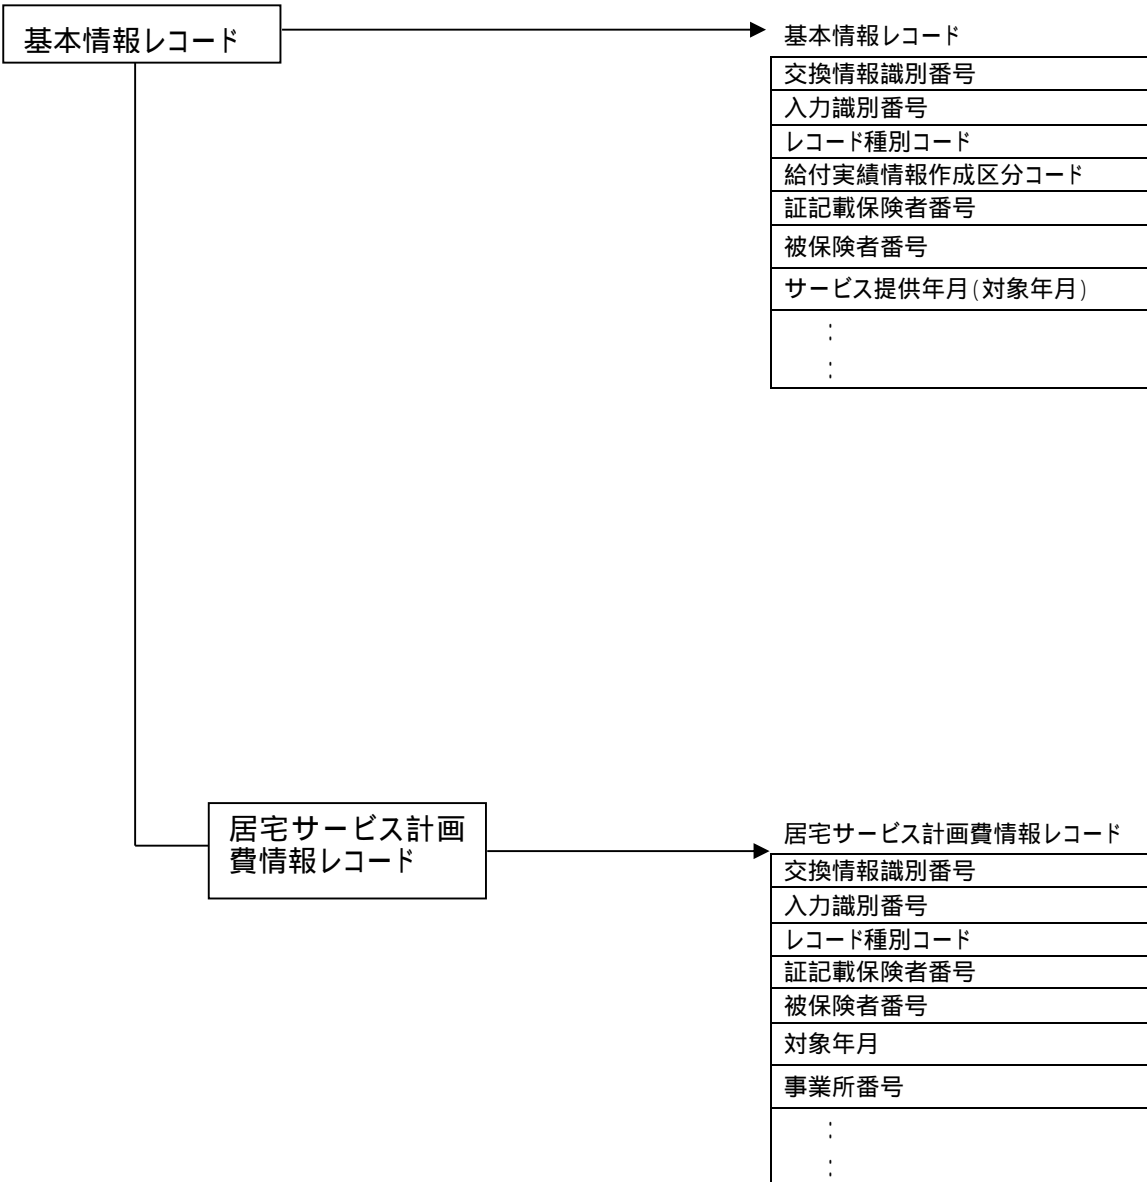 基本情報レコード
基本情報レコード
交換情報識別番号
入力識別番号
レコード種別コード
給付実績情報作成区分コード
証記載保険者番号
被保険者番号
サービス提供年月(対象年月)
:
:
居宅サービス計画
費情報レコード
居宅サービス計画費情報レコード
交換情報識別番号
入力識別番号
レコード種別コード
証記載保険者番号
被保険者番号
対象年月
事業所番号
:
: